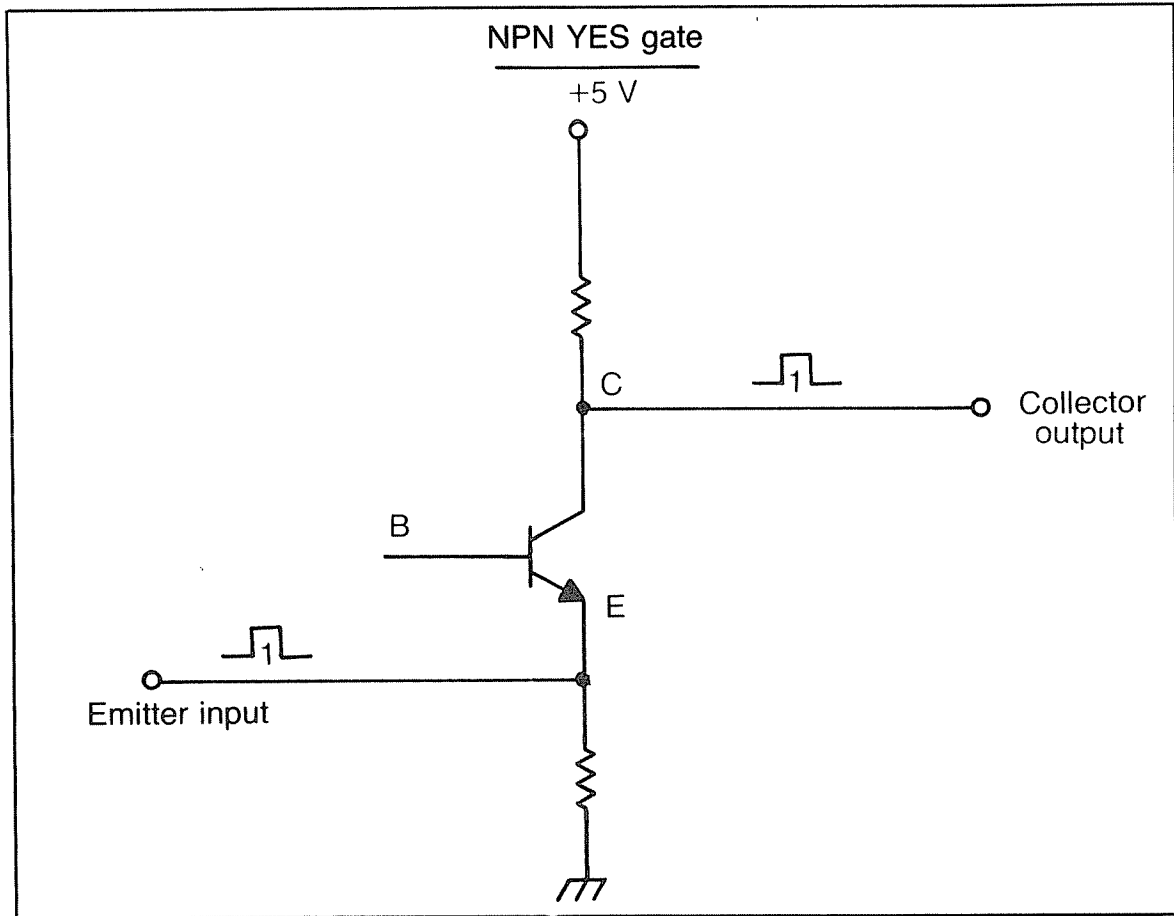 NPN YES gate
+5 V
C
1
Collector
output
B
E
1
Emitter input